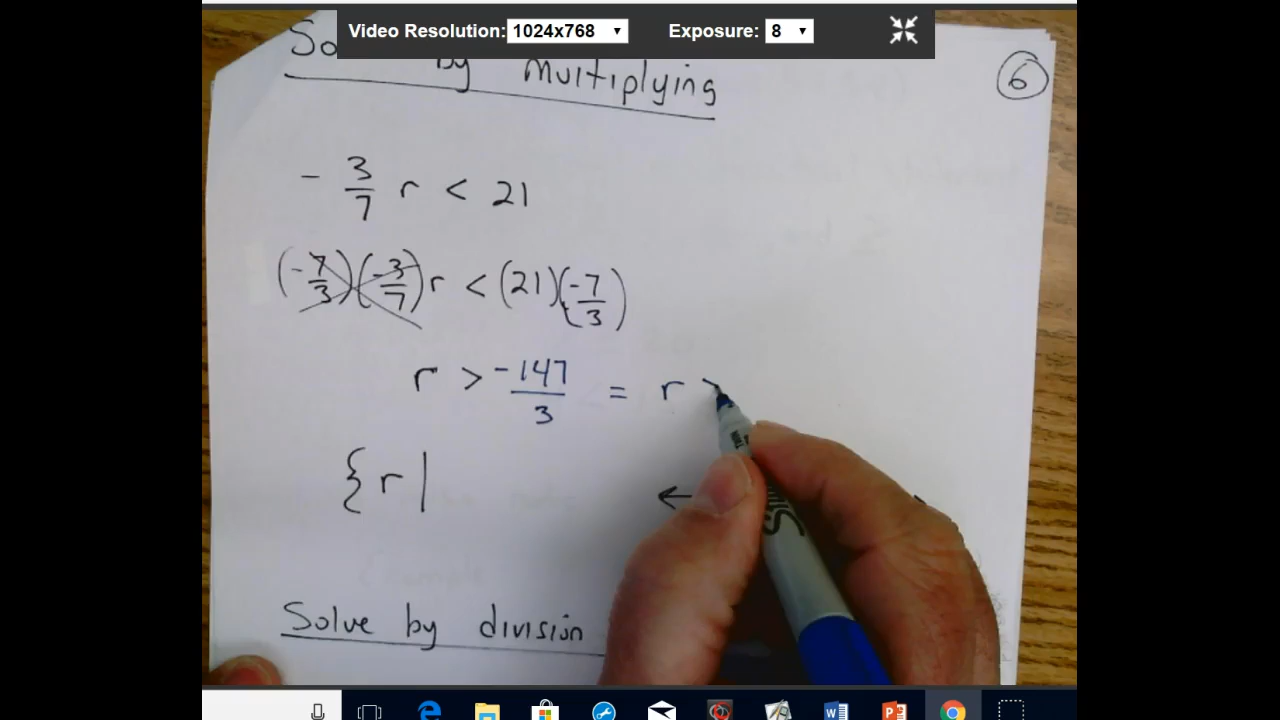 Video Resolution: 1024x768 Exposure: 8
by Multiplying
6
- 3/7 r < 21
(-7/3)(-3/7)r < (21)(-7/3)
r > -147/3 = r >
{r|
Solve by division